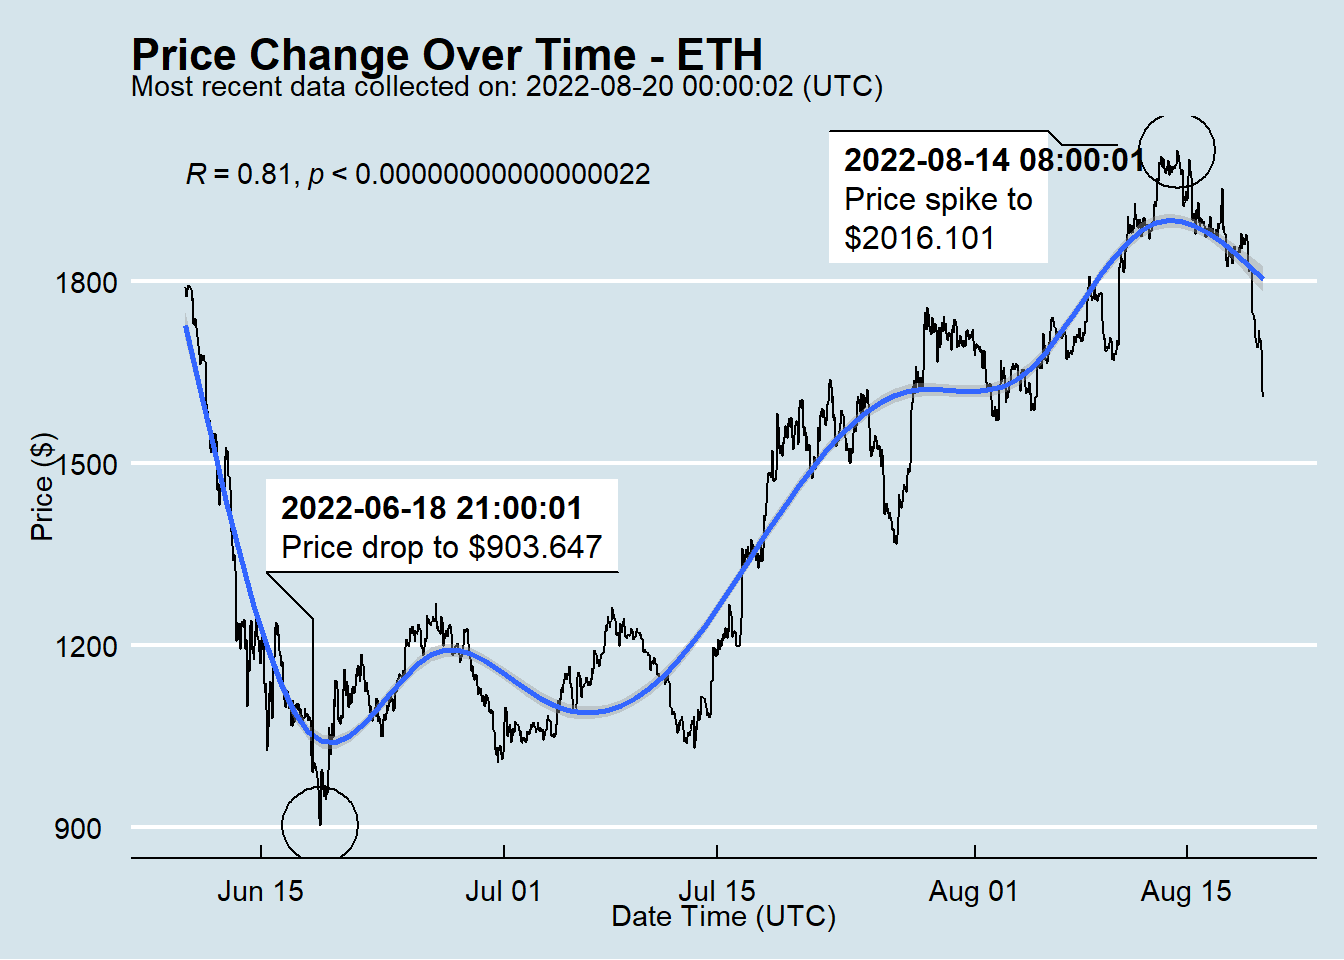 Price Change Over Time - ETH
Most recent data collected on: 2022-08-20 00:00:02 (UTC)
R = 0.81, p < 0.00000000000000022
2022-08-14 08:00:01
Price spike to
$2016.101
1800
1500
1200
900
Price ($)
2022-06-18 21:00:01
Price drop to $903.647
Jun 15
Jul 01
Jul 15
Aug 01
Aug 15
Date Time (UTC)